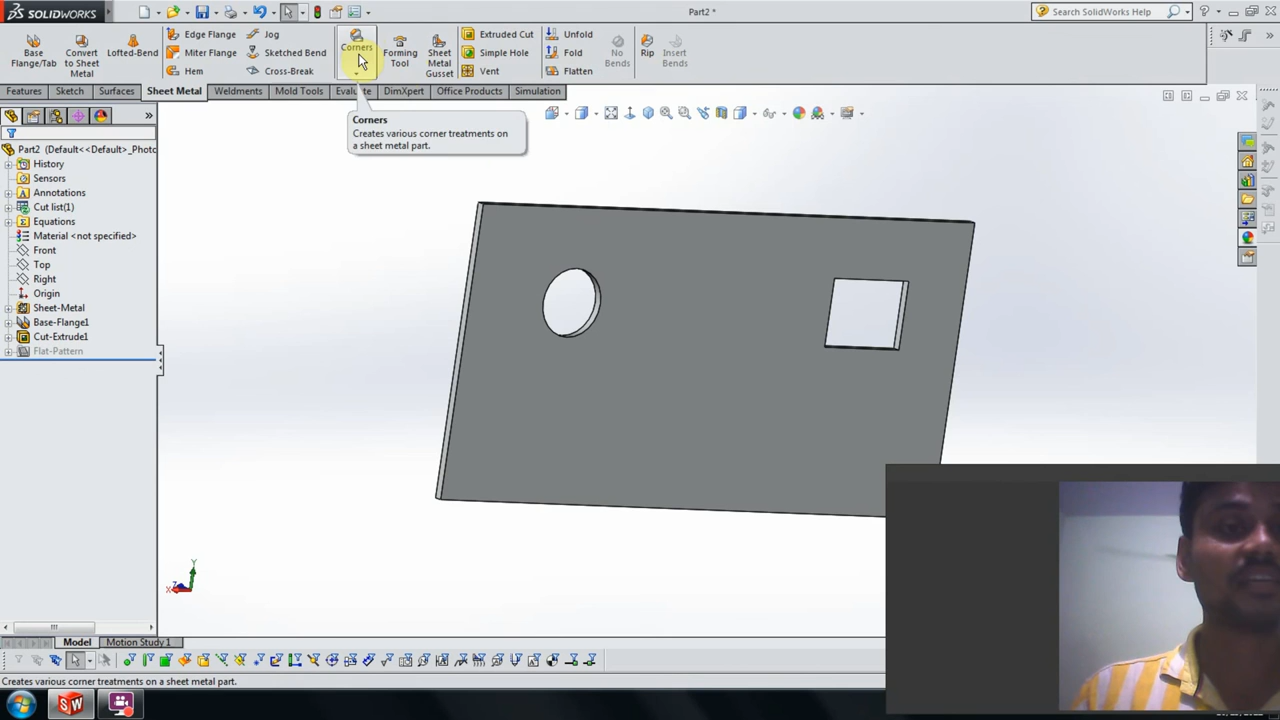 SOLIDWORKS
Part2 *
Search SolidWorks Help
Base
Flange/Tab
Convert
to Sheet
Metal
Lofted-Bend
Edge Flange
Miter Flange
Hem
Jog
Sketched Bend
Cross-Break
Corners
Forming
Tool
Sheet
Metal
Gusset
Extruded Cut
Simple Hole
Vent
Unfold
Fold
Flatten
No
Bends
Rip
Insert
Bends
Features
Sketch
Surfaces
Sheet Metal
Weldments
Mold Tools
Evaluate
DimXpert
Office Products
Simulation
Corners
Creates various corner treatments on
a sheet metal part.
Part2 (Default<<Default>_Photo
History
Sensors
Annotations
Cut list(1)
Equations
Material <not specified>
Front
Top
Right
Origin
Sheet-Metal
Base-Flange1
Cut-Extrude1
Flat-Pattern
Y
X
Z
Model
Motion Study 1
Creates various corner treatments on a sheet metal part.
SW